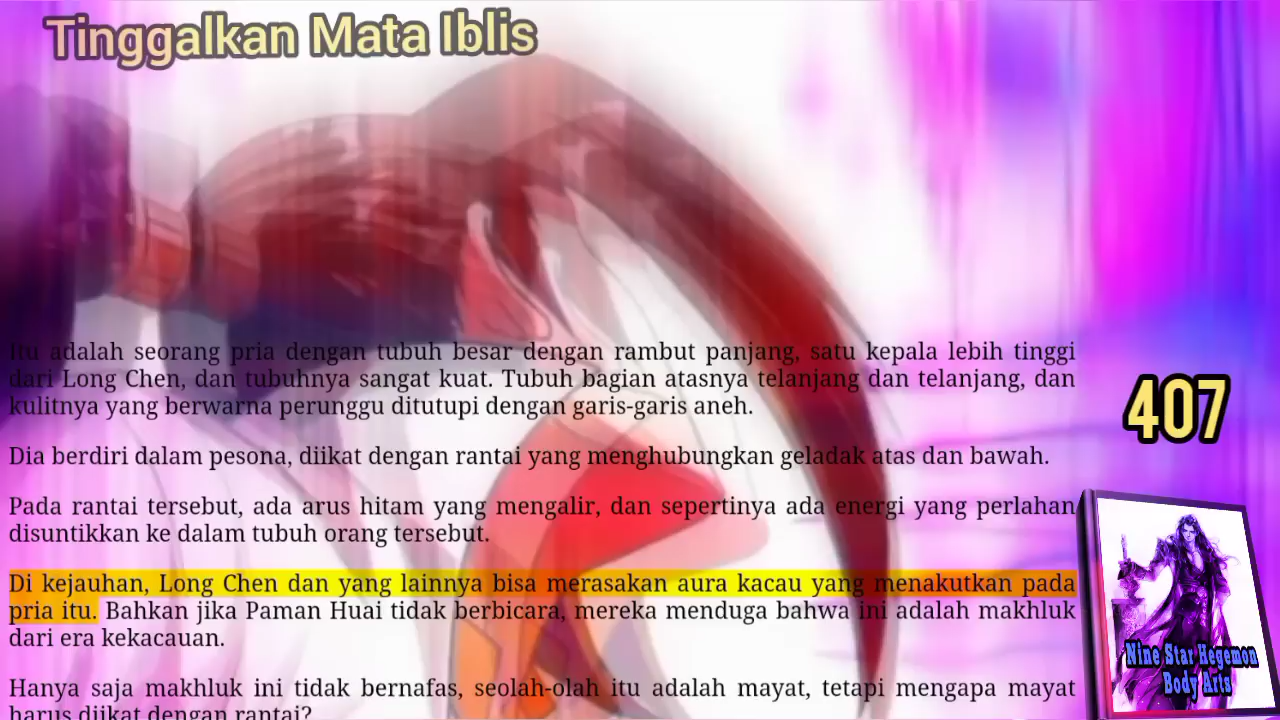 Tinggalkan Mata Iblis
Itu adalah seorang pria dengan tubuh besar dengan rambut panjang, satu kepala lebih tinggi
dari Long Chen, dan tubuhnya sangat kuat. Tubuh bagian atasnya telanjang dan telanjang, dan
kulitnya yang berwarna perunggu ditutupi dengan garis-garis aneh.
Dia berdiri dalam pesona, diikat dengan rantai yang menghubungkan geladak atas dan bawah.
Pada rantai tersebut, ada arus hitam yang mengalir, dan sepertinya ada energi yang perlahan
disuntikkan ke dalam tubuh orang tersebut.
Di kejauhan, Long Chen dan yang lainnya bisa merasakan aura kacau yang menakutkan pada
pria itu. Bahkan jika Paman Huai tidak berbicara, mereka menduga bahwa ini adalah makhluk
dari era kekacauan.
Hanya saja makhluk ini tidak bernafas, seolah-olah itu adalah mayat, tetapi mengapa mayat
harus diikat dengan rantai?
407
Nine Star Hegemon
Body Arts